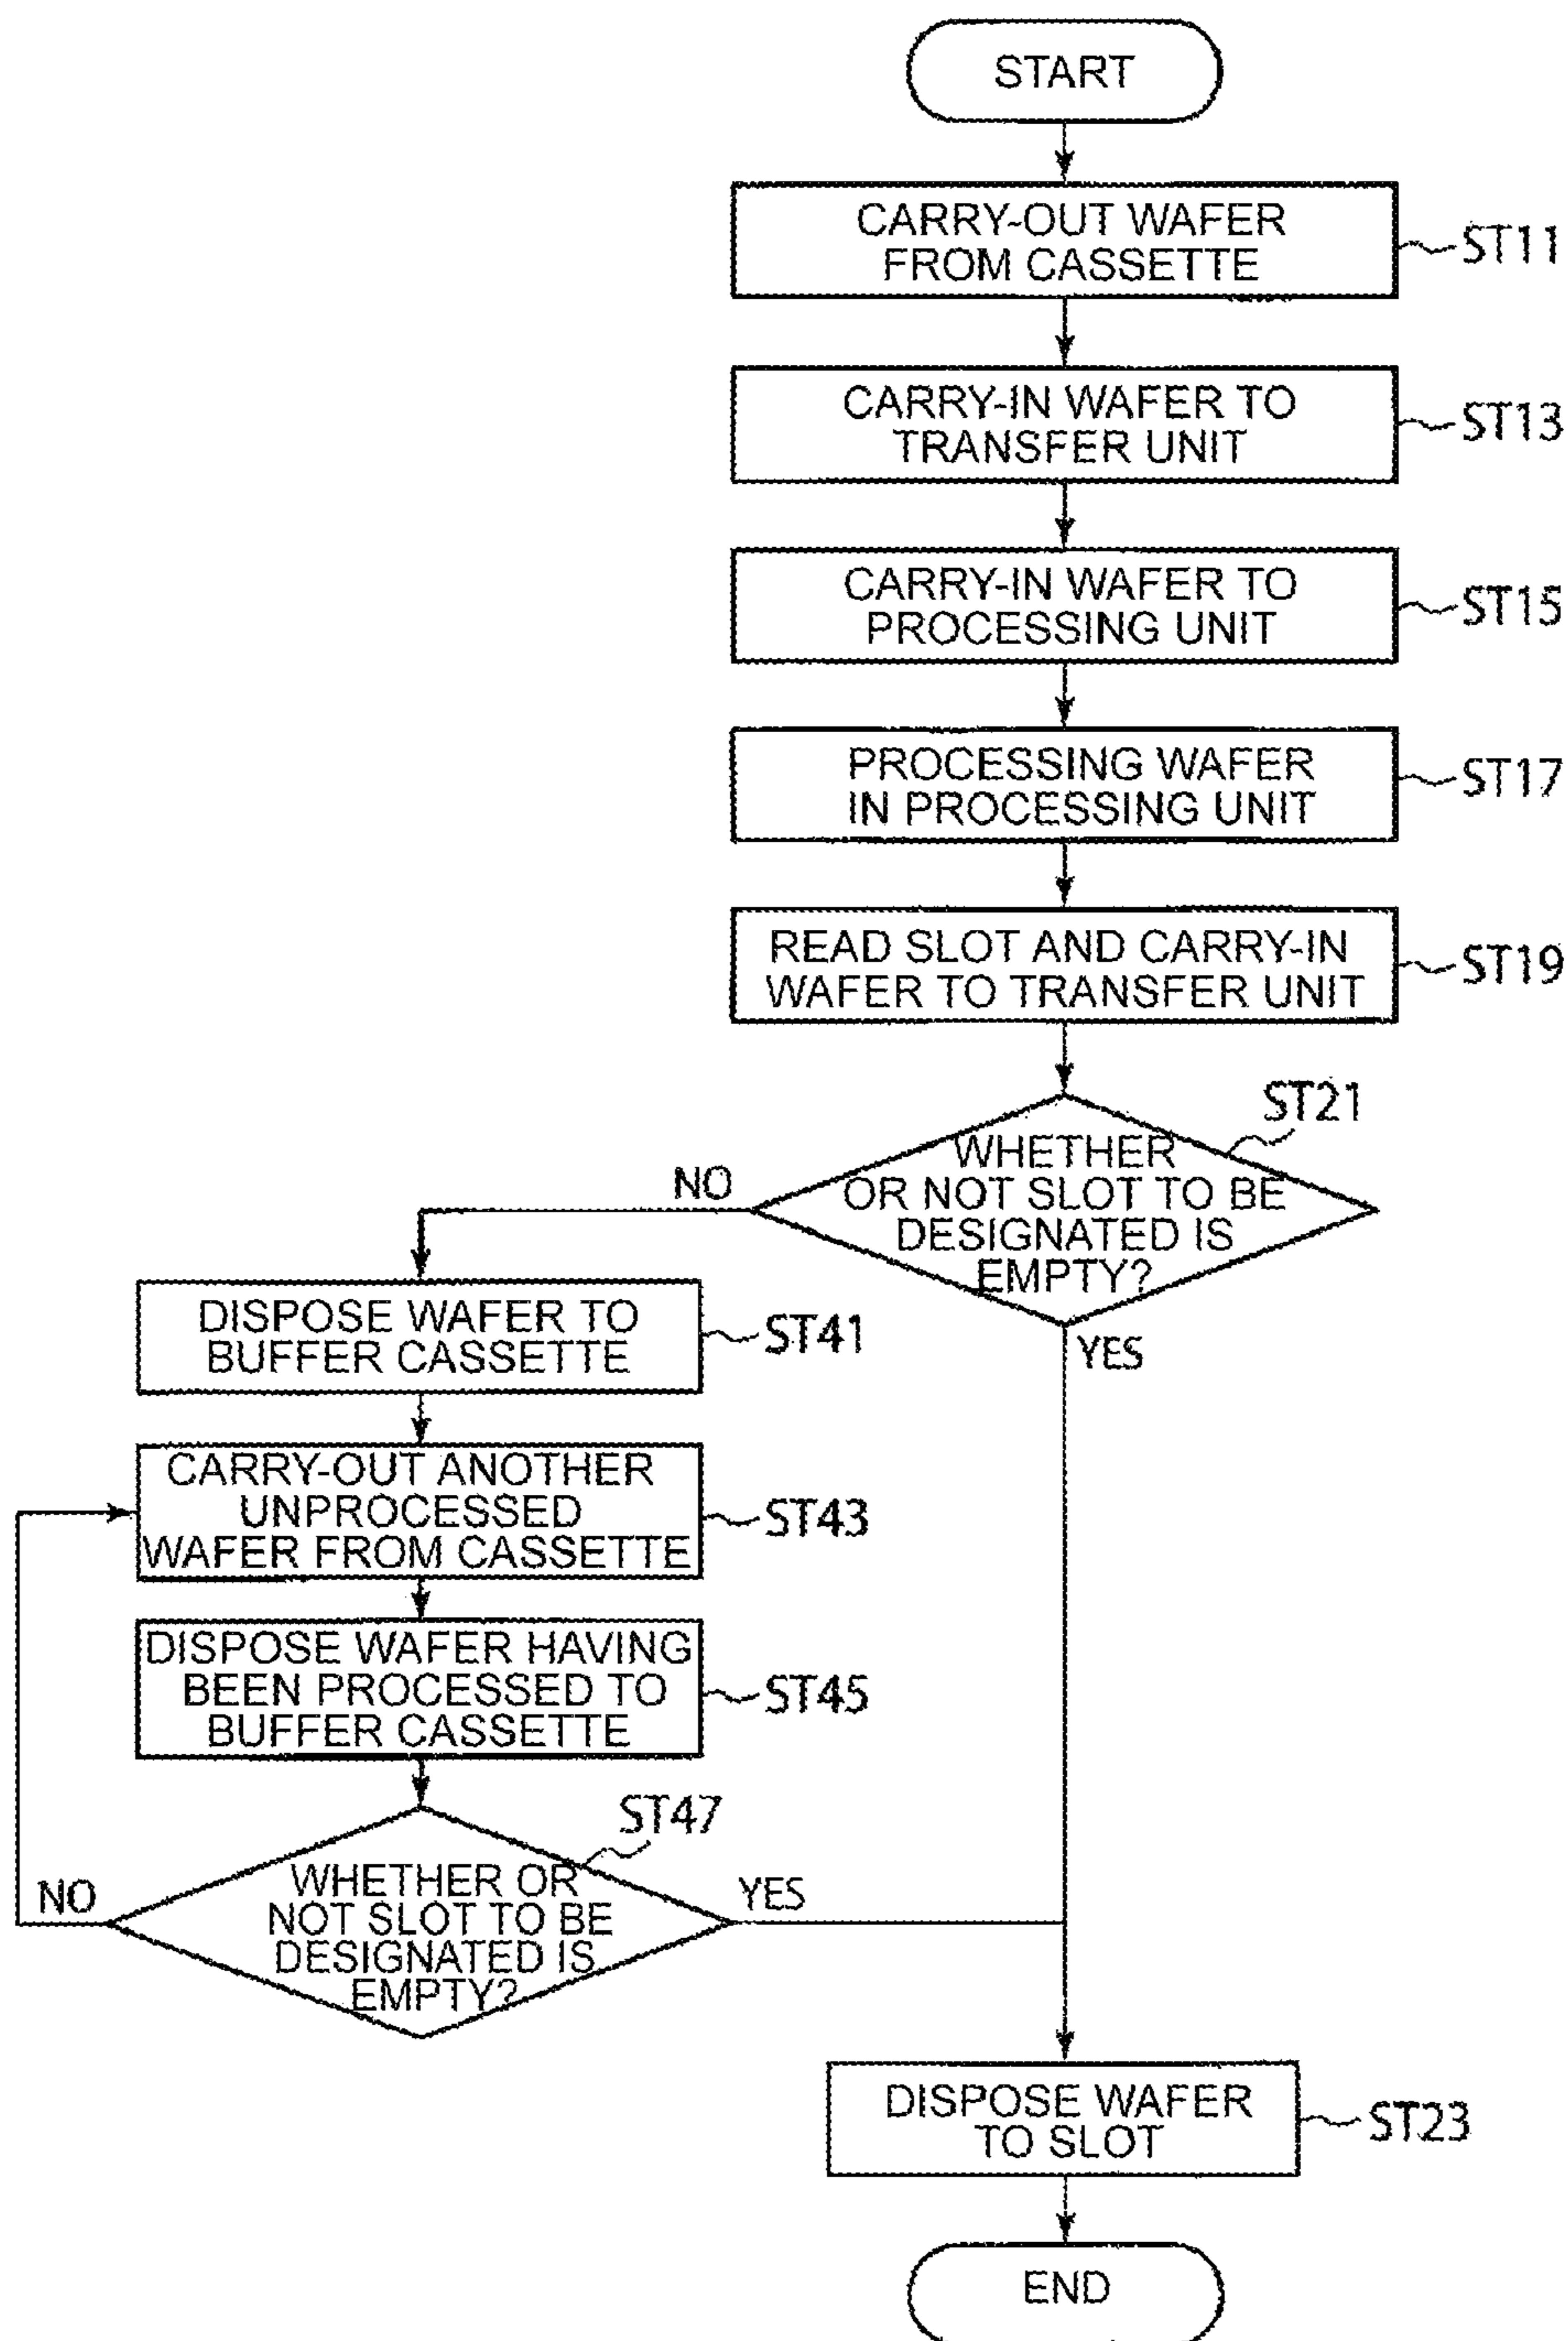 START
CARRY-OUT WAFER
FROM CASSETTE
ST11
CARRY-IN WAFER TO
TRANSFER UNIT
ST13
CARRY-IN WAFER TO
PROCESSING UNIT
ST15
PROCESSING WAFER
IN PROCESSING UNIT
ST17
READ SLOT AND CARRY-IN
WAFER TO TRANSFER UNIT
ST19
ST21
WHETHER
OR NOT SLOT TO BE
DESIGNATED IS
EMPTY?
NO
YES
DISPOSE WAFER TO
BUFFER CASSETTE
ST41
CARRY-OUT ANOTHER
UNPROCESSED
WAFER FROM CASSETTE
ST43
DISPOSE WAFER HAVING
BEEN PROCESSED TO
BUFFER CASSETTE
ST45
ST47
WHETHER OR
NOT SLOT TO BE
DESIGNATED IS
EMPTY?
NO
YES
DISPOSE WAFER
TO SLOT
ST23
END